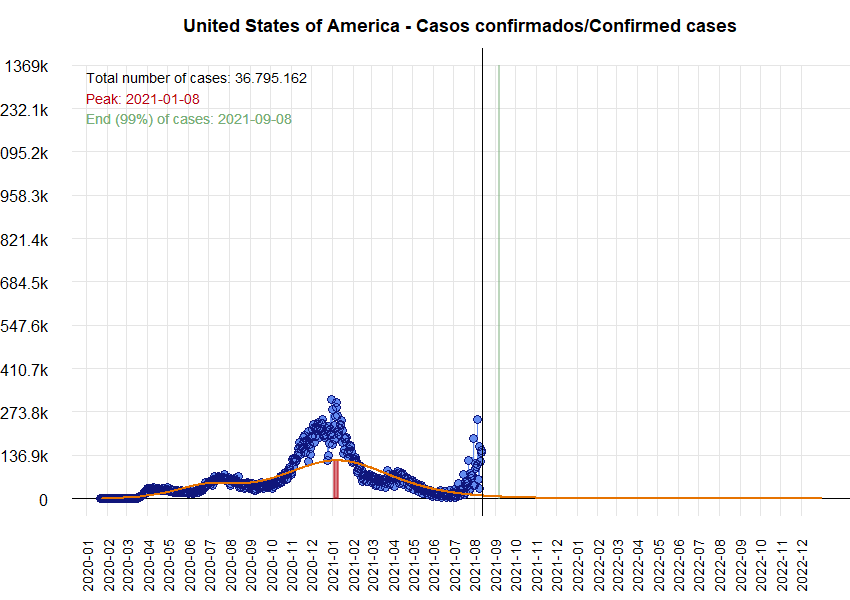 United States of America - Casos confirmados/Confirmed cases
1369k
232.1k
095.2k
958.3k
821.4k
684.5k
547.6k
410.7k
273.8k
136.9k
0
Total number of cases: 36.795.162
Peak: 2021-01-08
End (99%) of cases: 2021-09-08
2020-01
2020-02
2020-03
2020-04
2020-05
2020-06
2020-07
2020-08
2020-09
2020-10
2020-11
2020-12
2021-01
2021-02
2021-03
2021-04
2021-05
2021-06
2021-07
2021-08
2021-09
2021-10
2021-11
2021-12
2022-01
2022-02
2022-03
2022-04
2022-05
2022-06
2022-07
2022-08
2022-09
2022-10
2022-11
2022-12